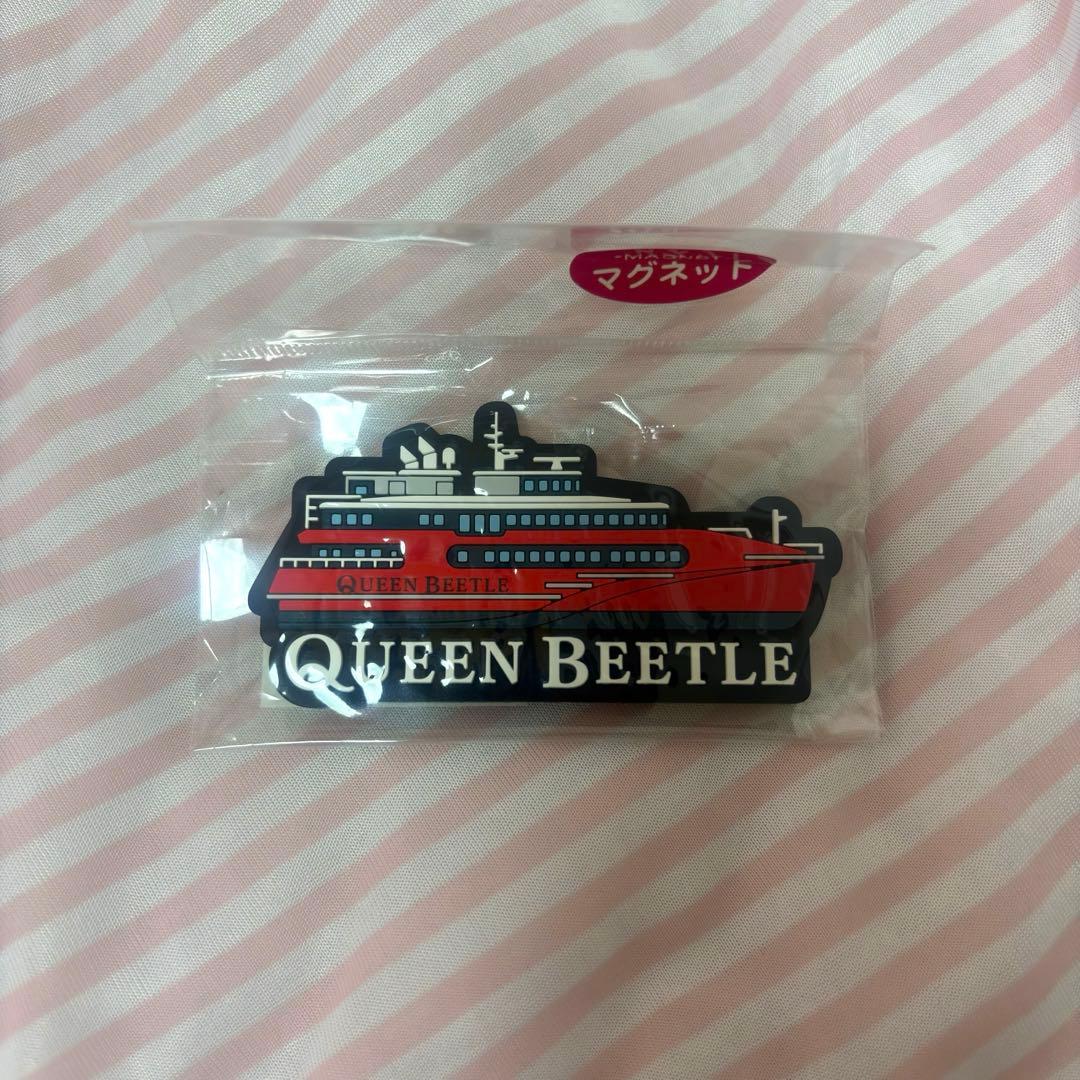 -MAGNET-
マグネット
QUEEN BEETLE
QUEEN BEETLE